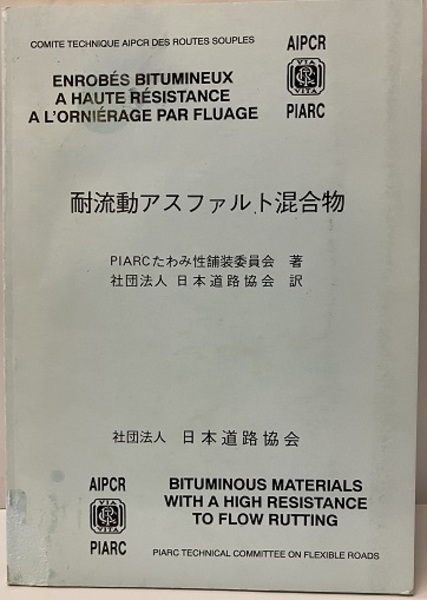 COMITE TECHNIQUE AIPCR DES ROUTES SOUPLES
AIPCR
VIA
VITA
PIARC
ENROBÉS BITUMINEUX
A HAUTE RÉSISTANCE
A L'ORNIÉRAGE PAR FLUAGE
耐流動アスファルト混合物
PIARCたわみ性舗装委員会 著
社団法人 日本道路協会 訳
社団法人 日本道路協会
AIPCR
VIA
VITA
PIARC
BITUMINOUS MATERIALS
WITH A HIGH RESISTANCE
TO FLOW RUTTING
PIARC TECHNICAL COMMITTEE ON FLEXIBLE ROADS